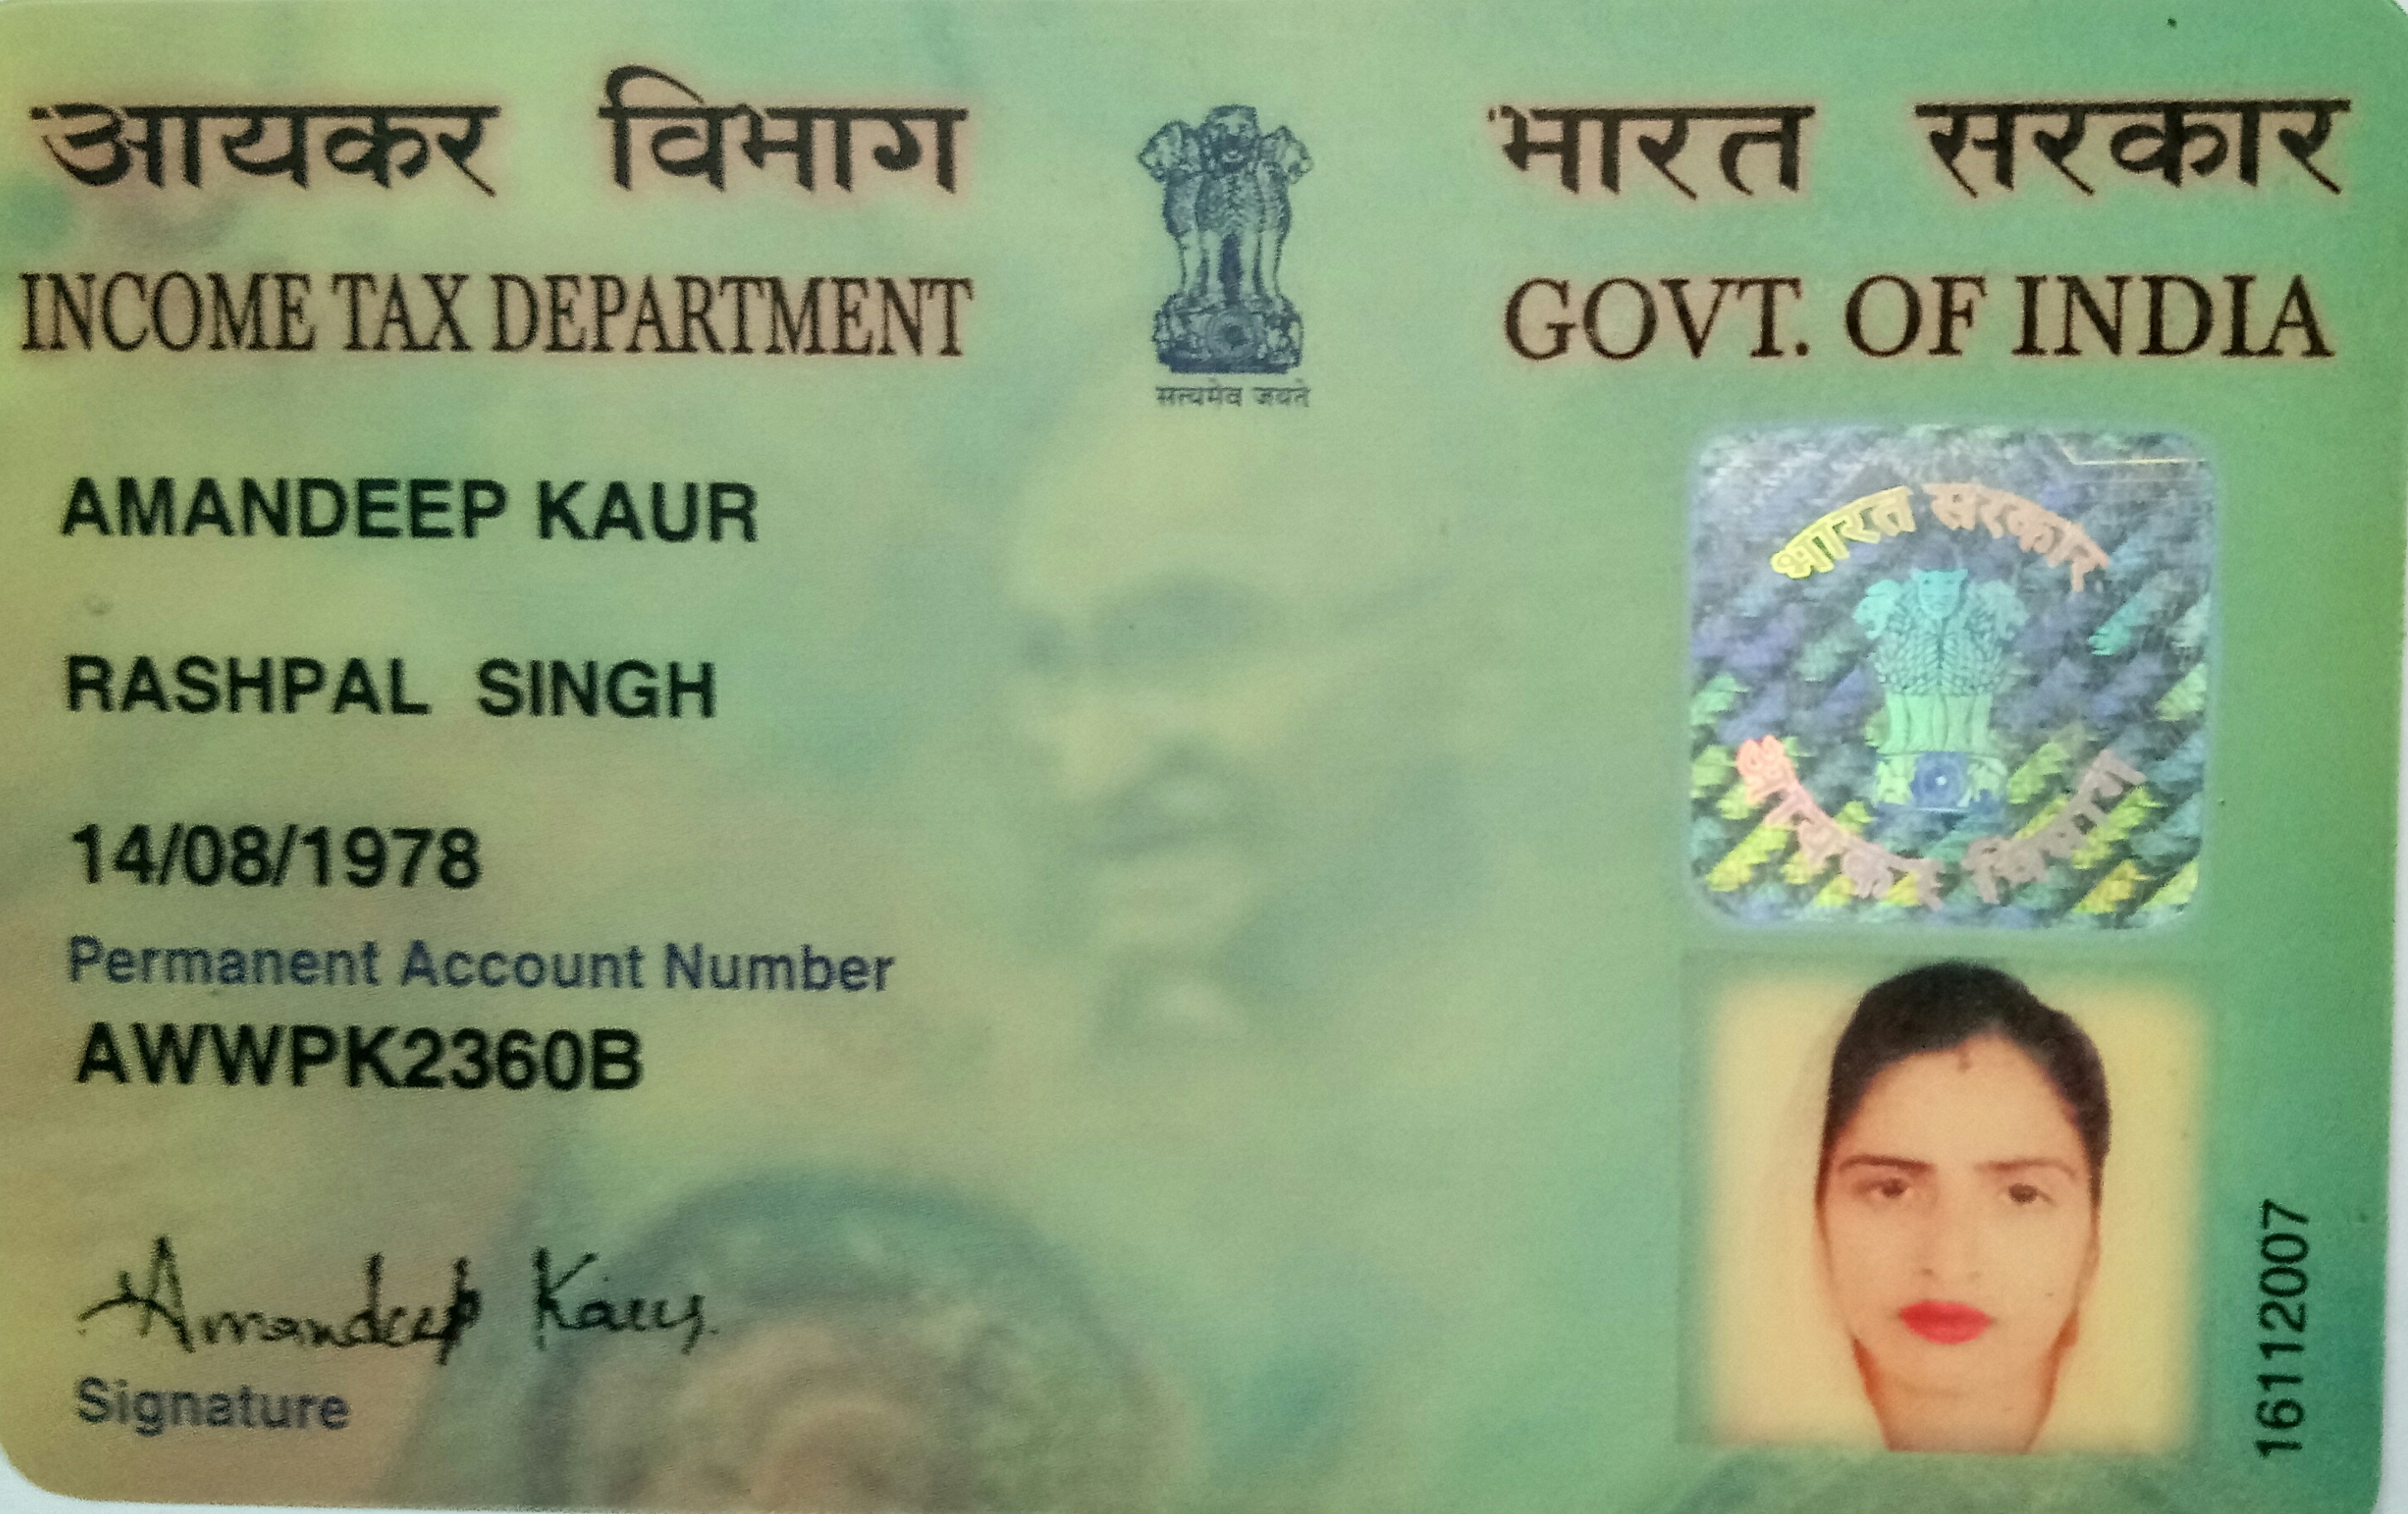 आयकर विभाग
INCOME TAX DEPARTMENT
सत्यमेव जयते
भारत सरकार
GOVT. OF INDIA
AMANDEEP KAUR
RASHPAL SINGH
14/08/1978
Permanent Account Number
AWWPK2360B
Amandeep Kaur
Signature
भारत सरकार
आयकर विभाग
16112007